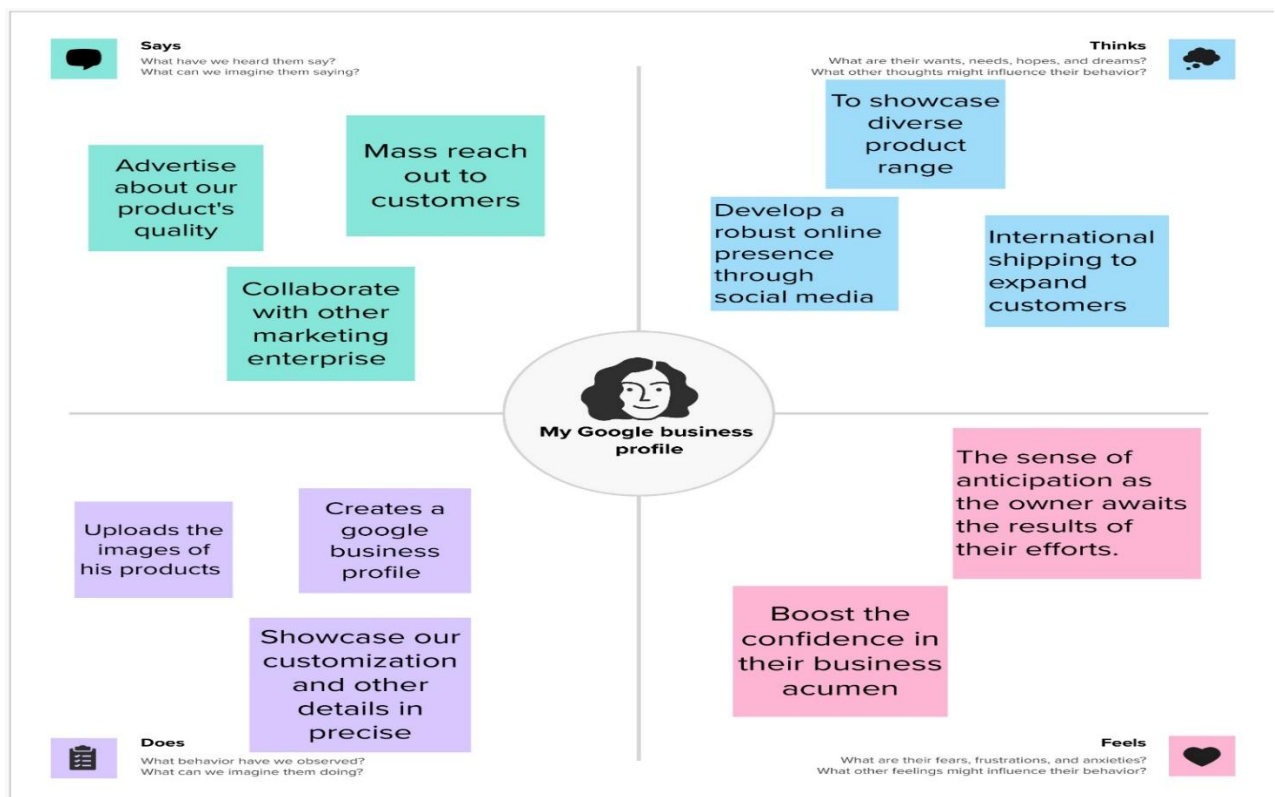 Says
What have we heard them say?
What can we imagine them saying?
Thinks
What are their wants, needs, hopes, and dreams?
What other thoughts might influence their behavior?
Advertise
about our
product's
quality
Mass reach
out to
customers
Collaborate
with other
marketing
enterprise
To showcase
diverse
product
range
Develop a
robust online
presence
through
social media
International
shipping to
expand
customers
My Google business
profile
Uploads the
images of
his products
Creates a
google
business
profile
Showcase our
customization
and other
details in
precise
The sense of
anticipation as
the owner awaits
the results of
their efforts.
Boost the
confidence in
their business
acumen
Does
What behavior have we observed?
What can we imagine them doing?
Feels
What are their fears, frustrations, and anxieties?
What other feelings might influence their behavior?